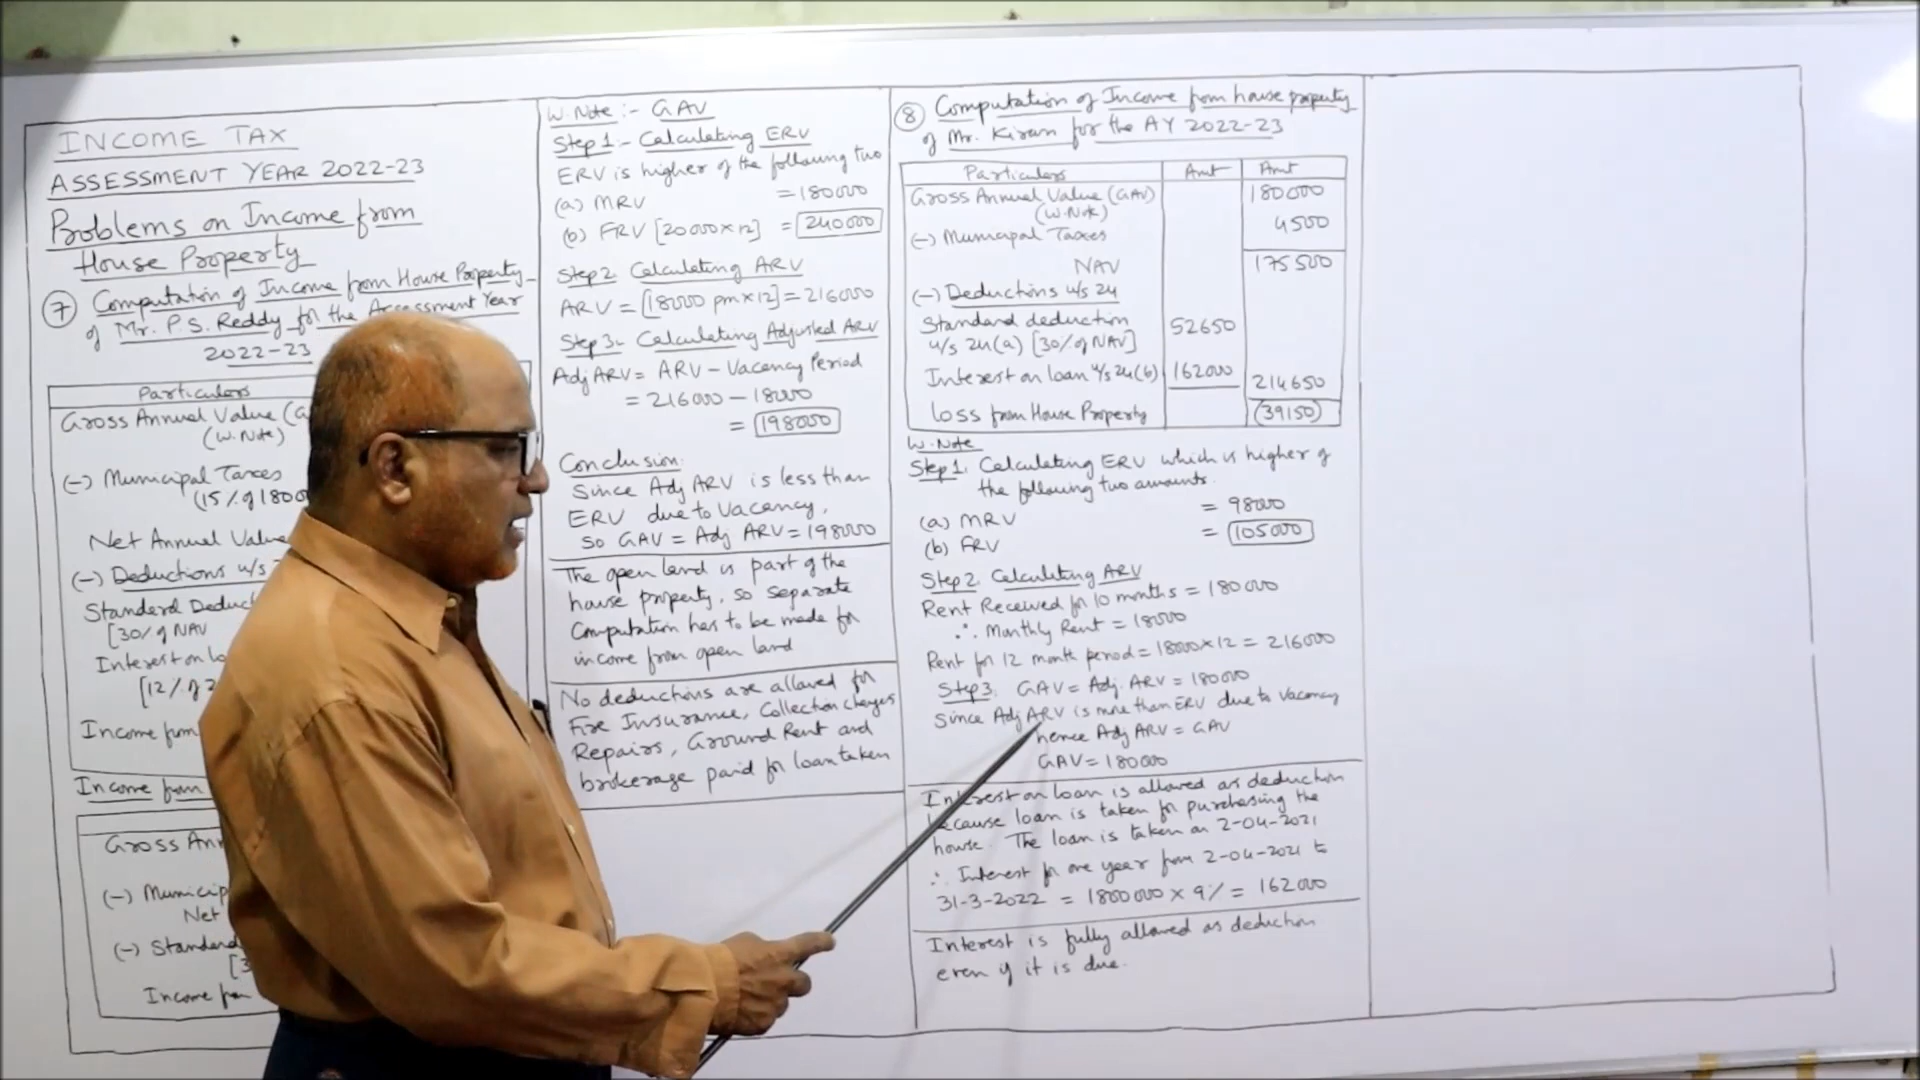 INCOME TAX
ASSESSMENT YEAR 2022-23
Problems on Income from
House Property
7 Computation of Income from House Property
of Mr. P.S. Reddy for the Assessment Year
2022-23
Particulars
Gross Annual Value
(W.Note)
(-) Municipal Taxes
(15% of 1800
Net Annual Value
(-) Deductions u/s
Standard Deduct
[30% of NAV
Interest on lo
[12% of 2
Income from
Income from
Gross Ann
(-) Municip
Net
(-) Standard
[3
Income from
W.Note :- GAV
Step 1:- Calculating ERV
ERV is higher of the following two
(a) MRV = 180000
(b) FRV [20000 × 12] = 240000
Step 2. Calculating ARV
ARV = [18000 pm × 12] = 216000
Step 3:- Calculating Adjusted ARV
Adj ARV = ARV - Vacancy Period
= 216000 - 18000
= 198000
Conclusion:
Since Adj ARV is less than
ERV due to Vacancy,
so GAV = Adj ARV = 198000
The open land is part of the
house property, so separate
Computation has to be made for
income from open land
No deductions are allowed for
Fire Insurance, Collection charges
Repairs, Ground Rent and
brokerage paid for loan taken
8 Computation of Income from house property
of Mr. Kiran for the AY 2022-23
Particulars Amt Amt
Gross Annual Value (GAV) 180000
(W.Note)
(-) Municipal Taxes 4500
NAV 175500
(-) Deductions u/s 24
Standard deduction 52650
u/s 24(a) [30% of NAV]
Interest on loan u/s 24(b) 162000 214650
Loss from House Property (39150)
W.Note
Step 1. Calculating ERV which is higher of
the following two amounts.
(a) MRV = 98000
(b) FRV = 105000
Step 2. Calculating ARV
Rent Received for 10 months = 180000
∴ Monthly Rent = 18000
Rent for 12 month period = 18000 × 12 = 216000
Step 3. GAV = Adj. ARV = 180000
Since Adj ARV is more than ERV due to Vacancy
hence Adj ARV = GAV
GAV = 180000
Interest on loan is allowed as deduction
because loan is taken for purchasing the
house. The loan is taken on 2-04-2021
∴ Interest for one year from 2-04-2021 to
31-3-2022 = 1800000 × 9% = 162000
Interest is fully allowed as deduction
even if it is due.